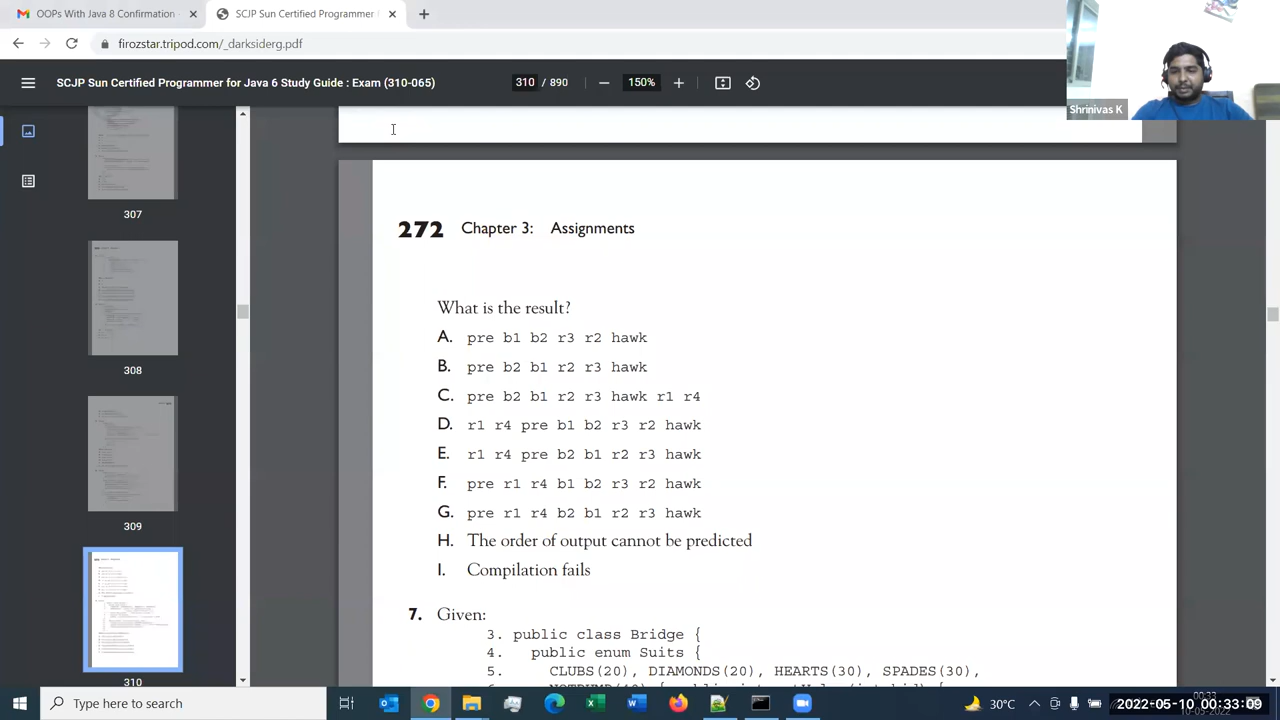 OOPs With Java 8 Confirmation
SCJP Sun Certified Programmer
firozstar.tripod.com/_darksiderg.pdf
SCJP Sun Certified Programmer for Java 6 Study Guide : Exam (310-065)
310 / 890
150%
Shrinivas K
307
308
309
310
272 Chapter 3: Assignments
What is the result?
A. pre b1 b2 r3 r2 hawk
B. pre b2 b1 r2 r3 hawk
C. pre b2 b1 r2 r3 hawk r1 r4
D. r1 r4 pre b1 b2 r3 r2 hawk
E. r1 r4 pre b2 b1 r2 r3 hawk
F. pre r1 r4 b1 b2 r3 r2 hawk
G. pre r1 r4 b2 b1 r2 r3 hawk
H. The order of output cannot be predicted
I. Compilation fails
7. Given:
3. public class Bridge {
4. public enum Suits {
5. CLUBS(20), DIAMONDS(20), HEARTS(30), SPADES(30),
Type here to search
30°C
00:33
2022-05-10 00:33:09